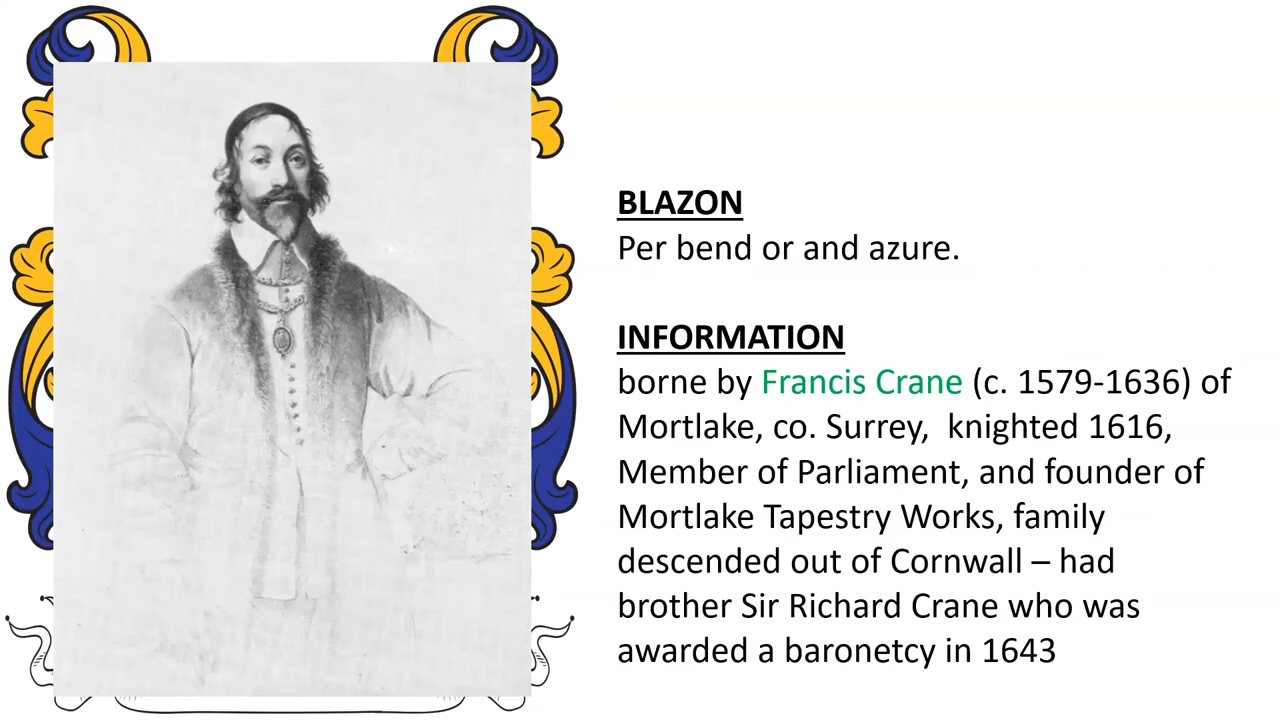 BLAZON
Per bend or and azure.
INFORMATION
borne by Francis Crane (c. 1579-1636) of
Mortlake, co. Surrey,  knighted 1616,
Member of Parliament, and founder of
Mortlake Tapestry Works, family
descended out of Cornwall – had
brother Sir Richard Crane who was
awarded a baronetcy in 1643